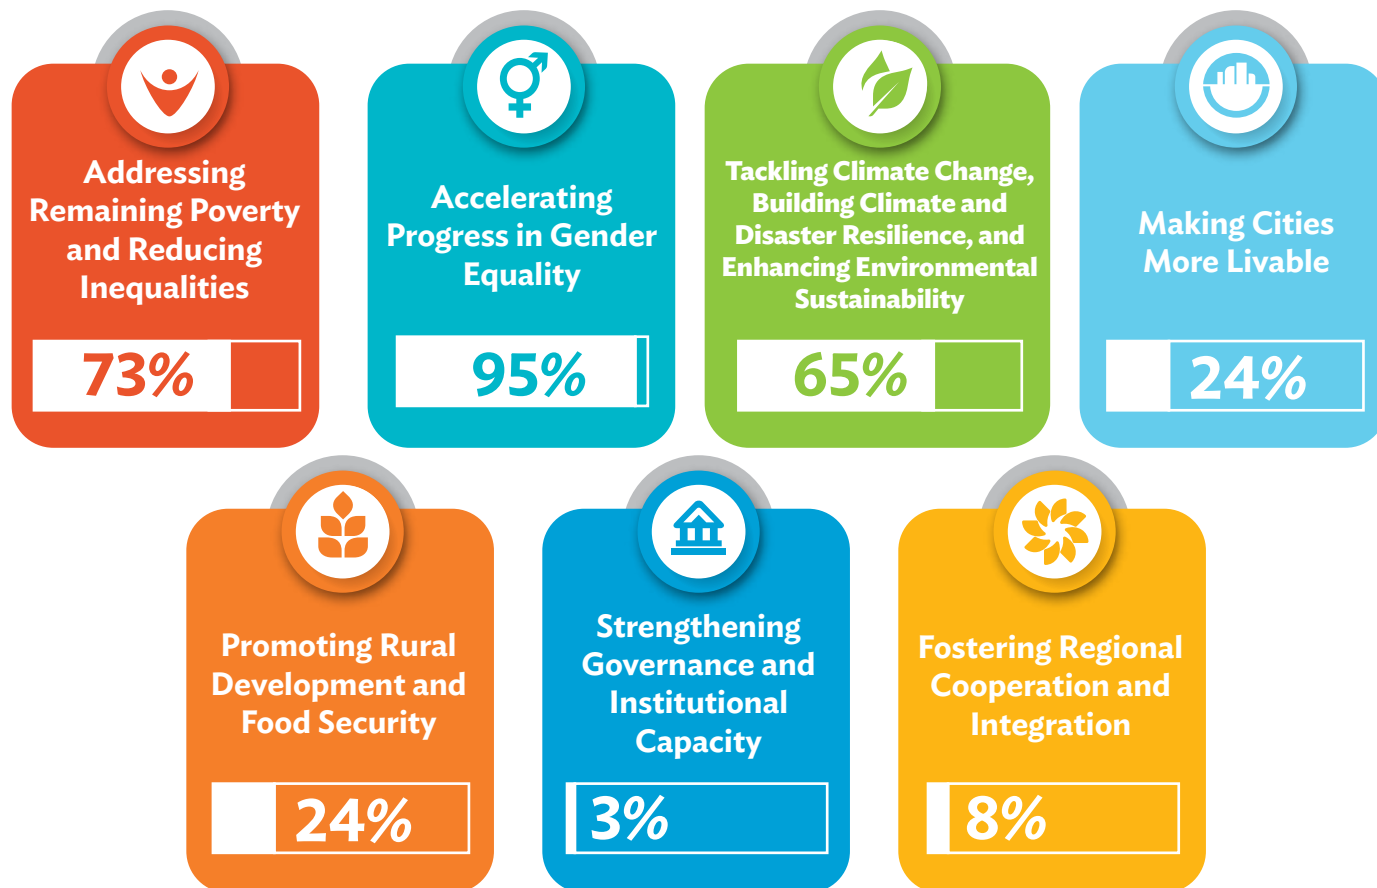 Addressing
Remaining Poverty
and Reducing
Inequalities
73%
Accelerating
Progress in Gender
Equality
95%
Tackling Climate Change,
Building Climate and
Disaster Resilience, and
Enhancing Environmental
Sustainability
65%
Making Cities
More Livable
24%
Promoting Rural
Development and
Food Security
24%
Strengthening
Governance and
Institutional
Capacity
3%
Fostering Regional
Cooperation and
Integration
8%